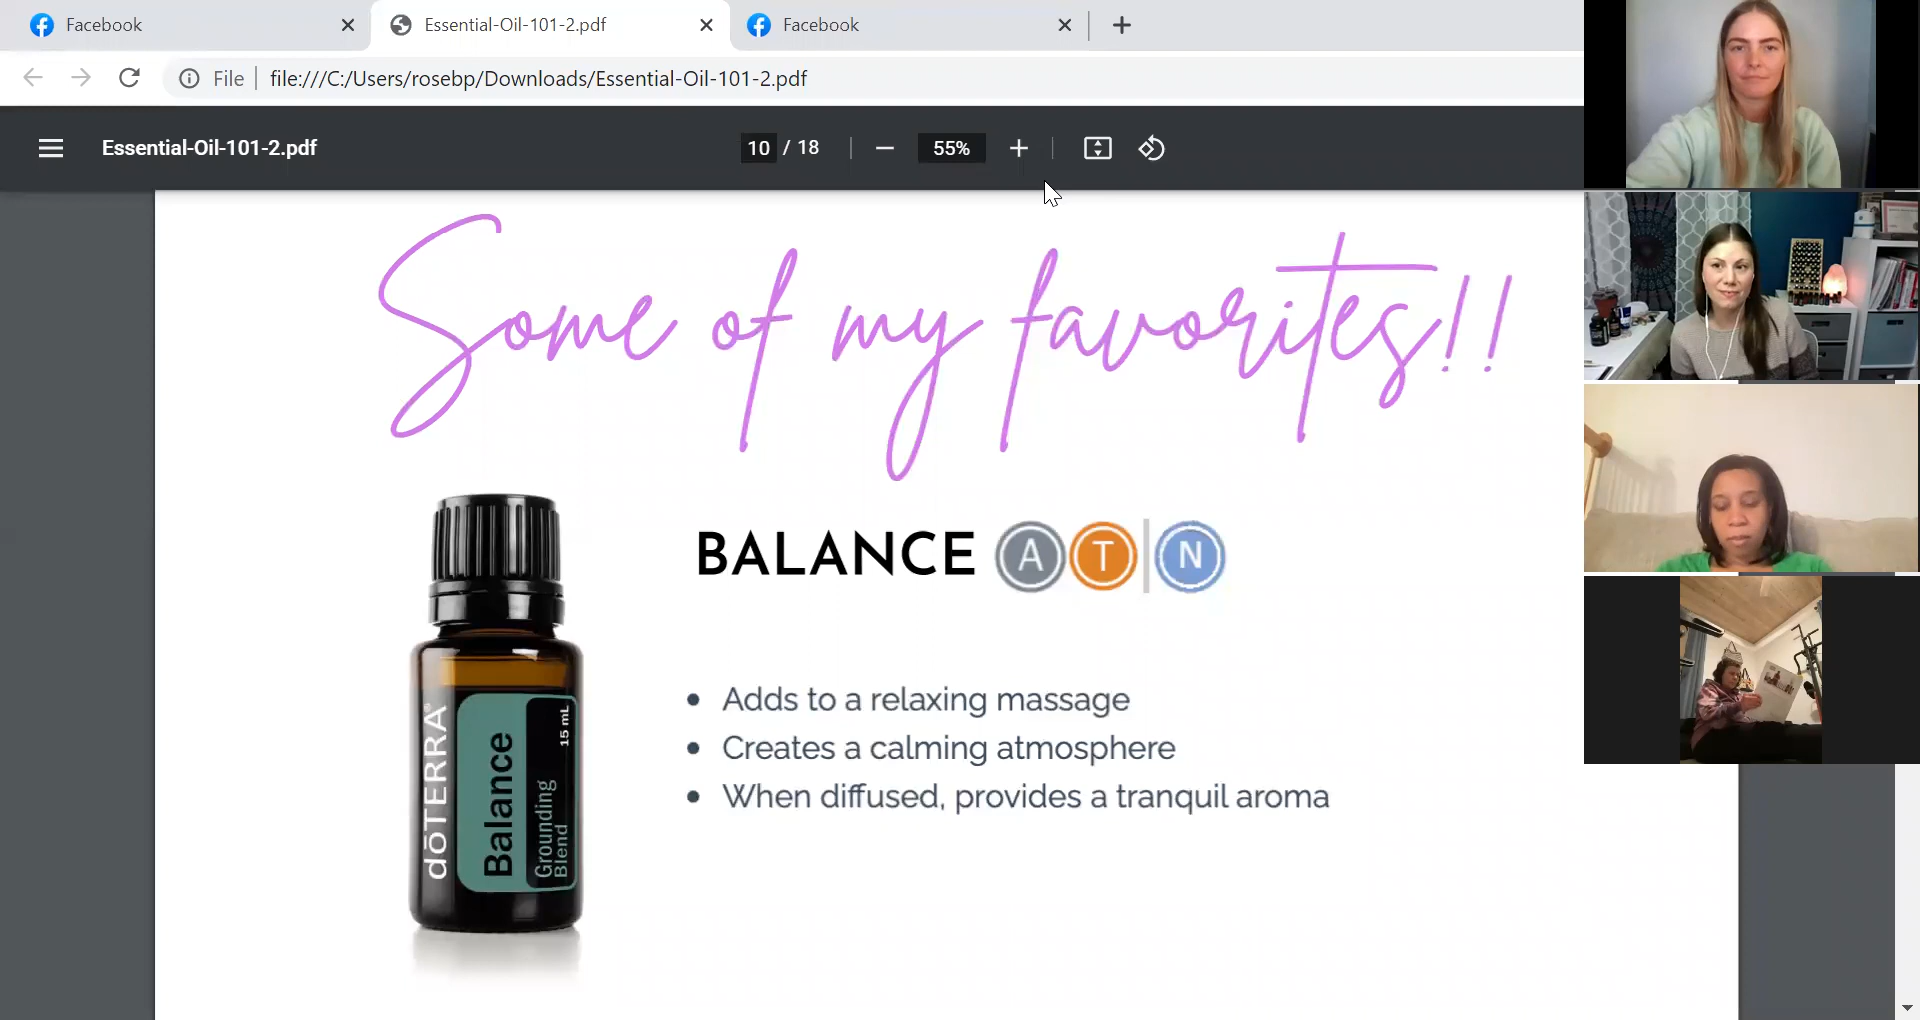 Facebook
Essential-Oil-101-2.pdf
Facebook
File
file:///C:/Users/rosebp/Downloads/Essential-Oil-101-2.pdf
Essential-Oil-101-2.pdf
10 / 18
55%
Some of my favorites!!
BALANCE A T N
• Adds to a relaxing massage
• Creates a calming atmosphere
• When diffused, provides a tranquil aroma
dōTERRA®
Balance
Grounding
Blend
15 mL